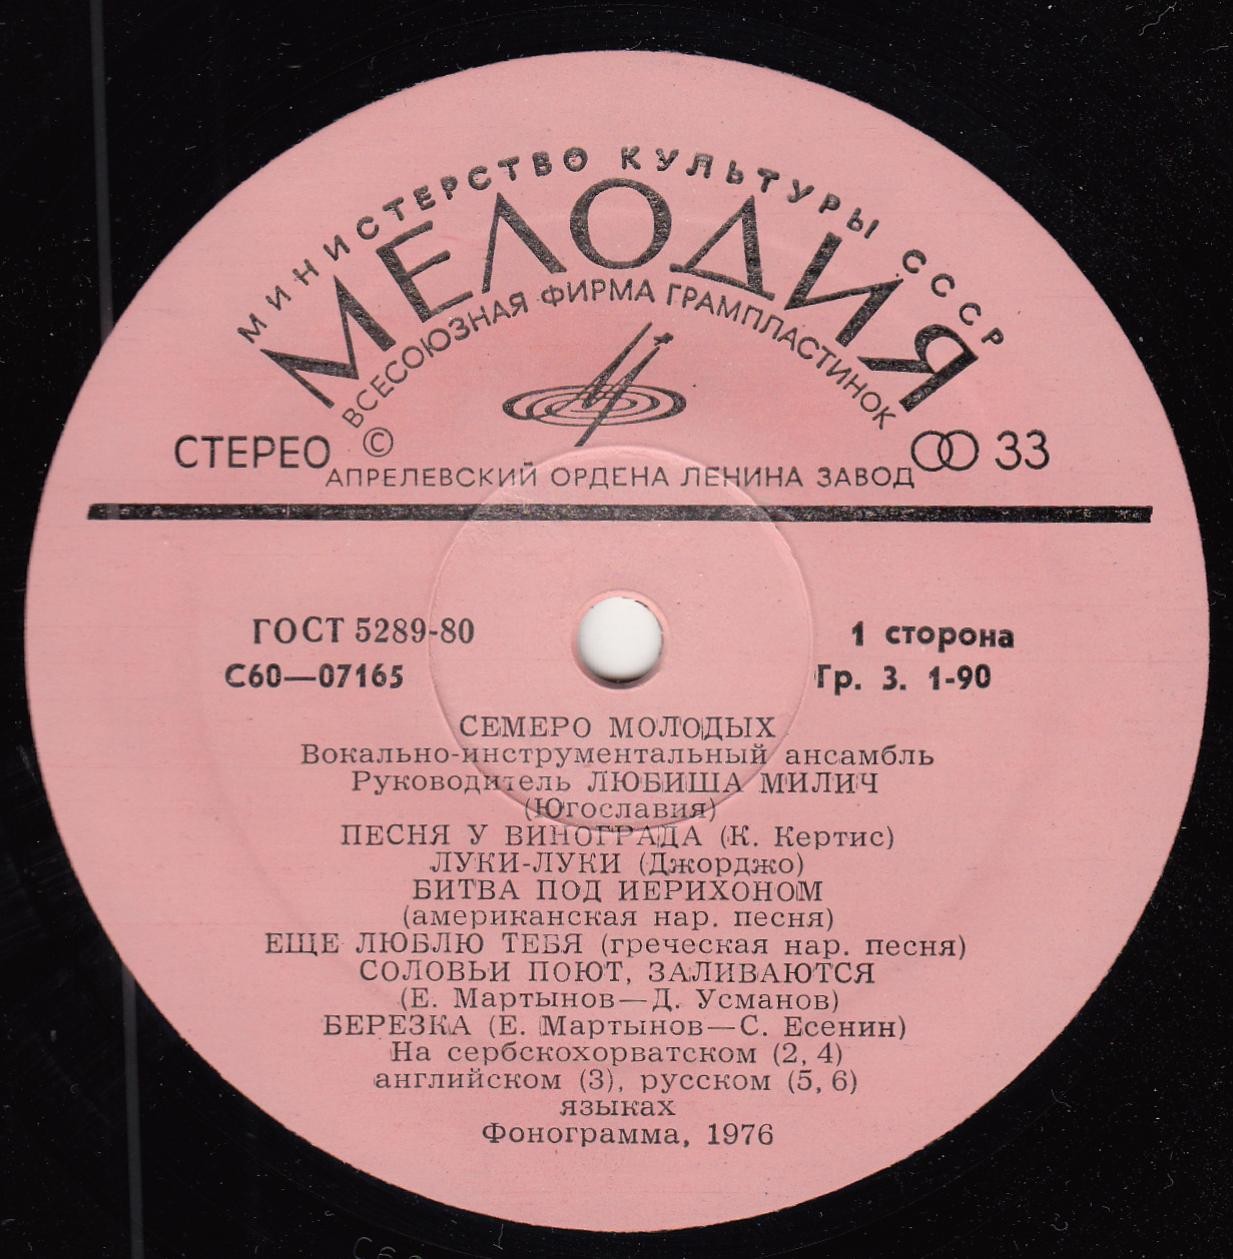 МИНИСТЕРСТВО КУЛЬТУРЫ СССР
МЕЛОДИЯ
ВСЕСОЮЗНАЯ ФИРМА ГРАМПЛАСТИНОК
СТЕРЕО © 33
АПРЕЛЕВСКИЙ ОРДЕНА ЛЕНИНА ЗАВОД
ГОСТ 5289-80 1 сторона
С60—07165 Гр. 3. 1-90
СЕМЕРО МОЛОДЫХ
Вокально-инструментальный ансамбль
Руководитель ЛЮБИША МИЛИЧ
(Югославия)
ПЕСНЯ У ВИНОГРАДА (К. Кертис)
ЛУКИ-ЛУКИ (Джорджо)
БИТВА ПОД ИЕРИХОНОМ
(американская нар. песня)
ЕЩЕ ЛЮБЛЮ ТЕБЯ (греческая нар. песня)
СОЛОВЬИ ПОЮТ, ЗАЛИВАЮТСЯ
(Е. Мартынов—Д. Усманов)
БЕРЕЗКА (Е. Мартынов—С. Есенин)
На сербскохорватском (2, 4)
английском (3), русском (5, 6)
языках
Фонограмма, 1976